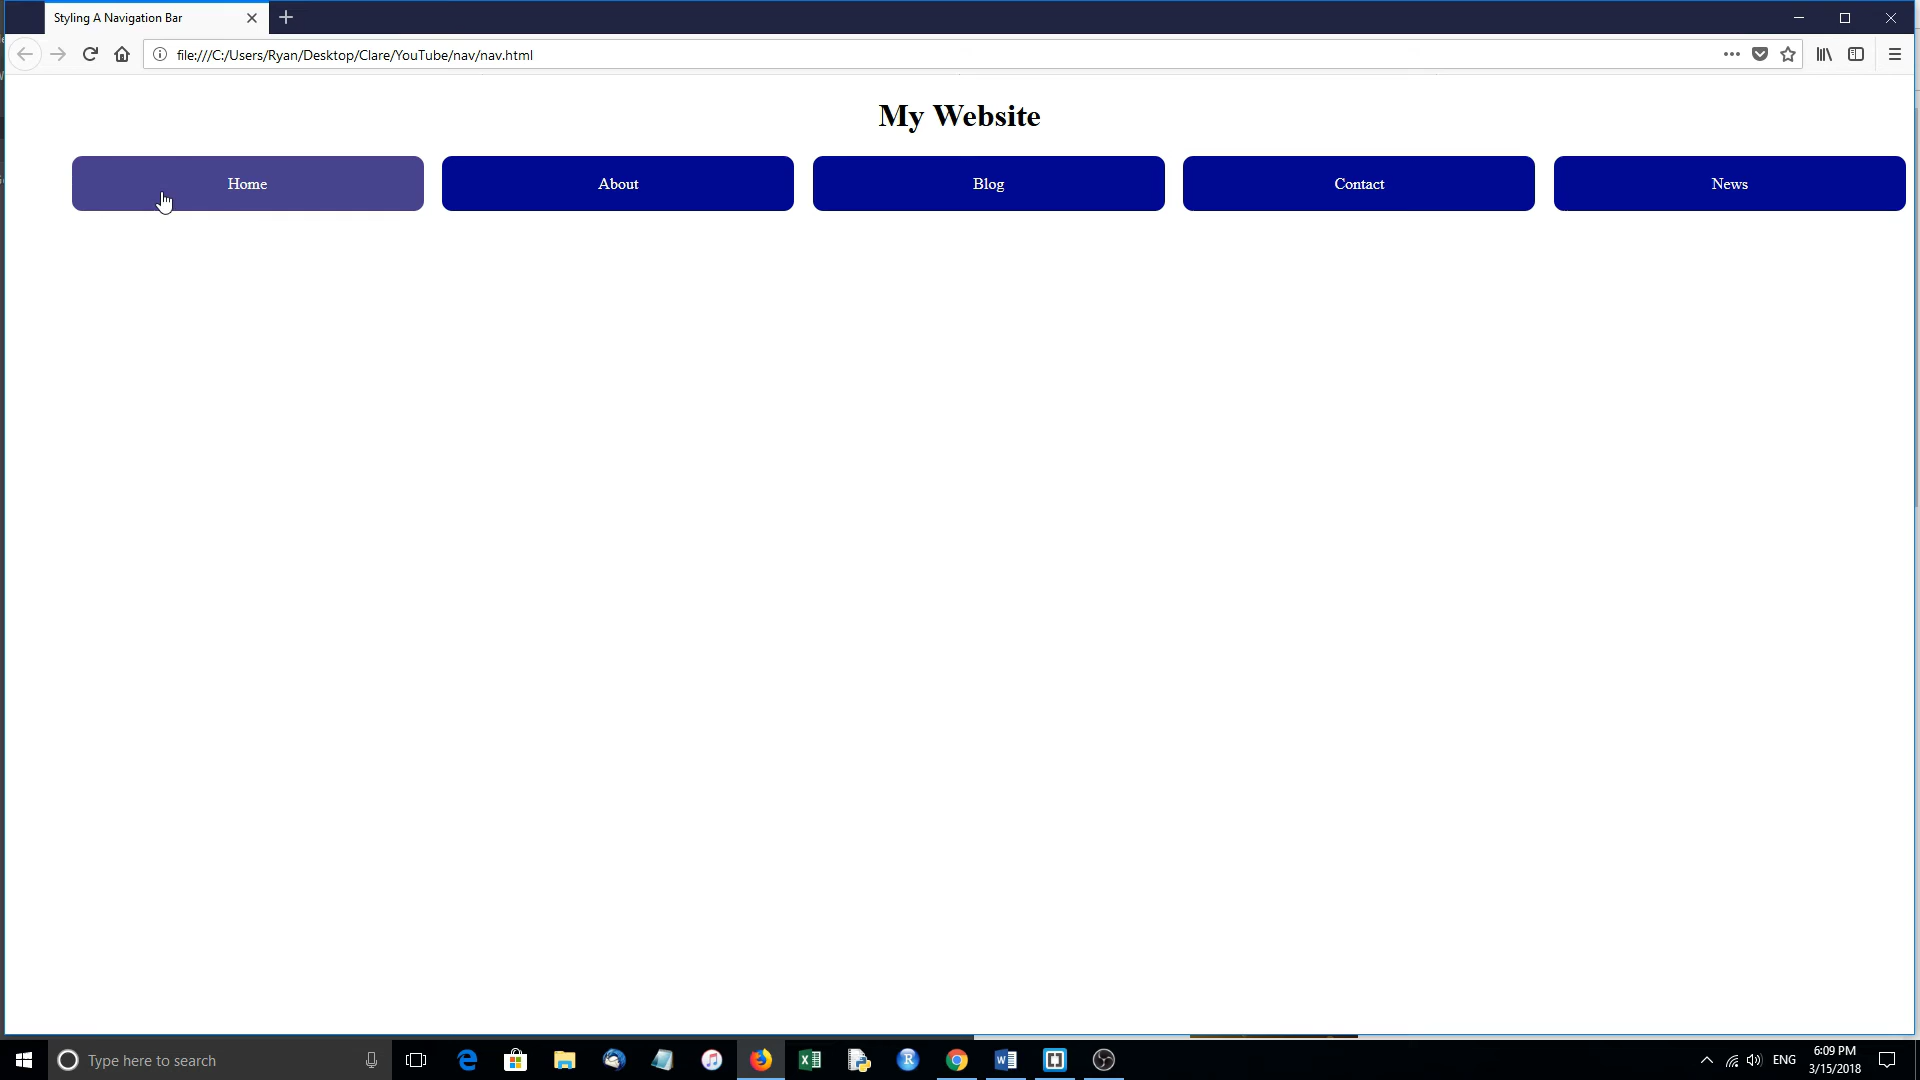 Styling A Navigation Bar
file:///C:/Users/Ryan/Desktop/Clare/YouTube/nav/nav.html
My Website
Home About Blog Contact News
Type here to search
ENG
6:09 PM
3/15/2018